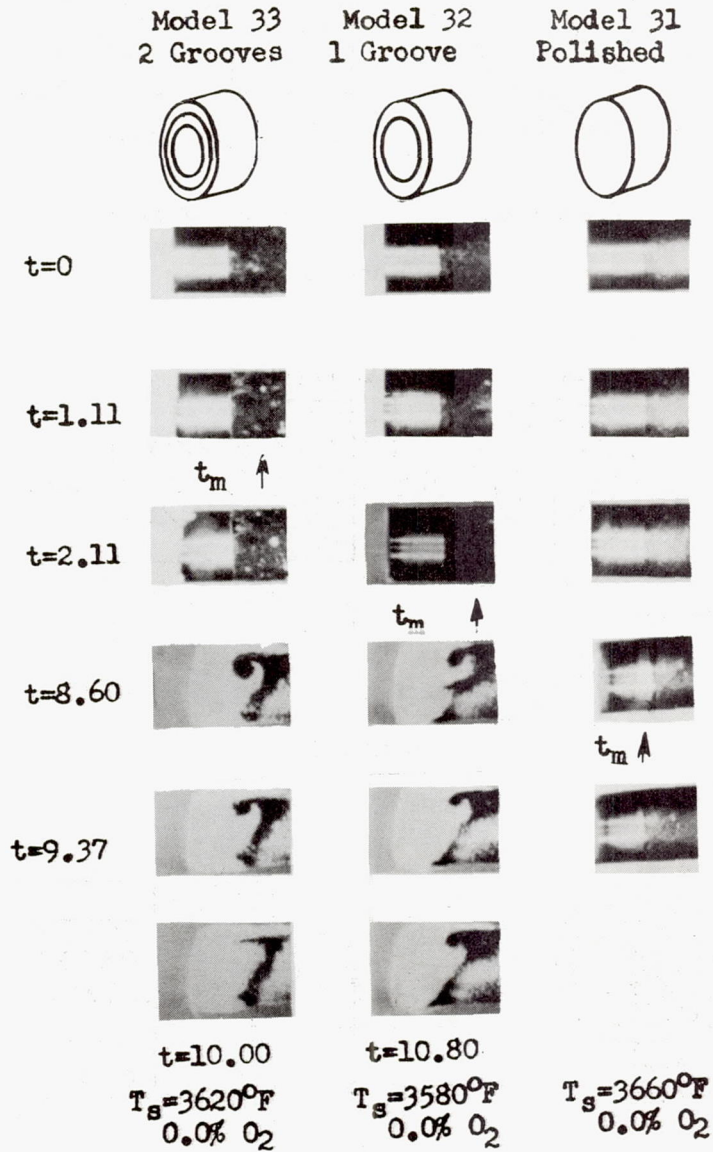 Model 33 Model 32 Model 31
2 Grooves 1 Groove Polished
t=0
t=1.11
tm
t=2.11
tm
t=8.60
tm
t=9.37
t=10.00 t=10.80
Ts=3620°F Ts=3580°F Ts=3660°F
0.0% O2 0.0% O2 0.0% O2